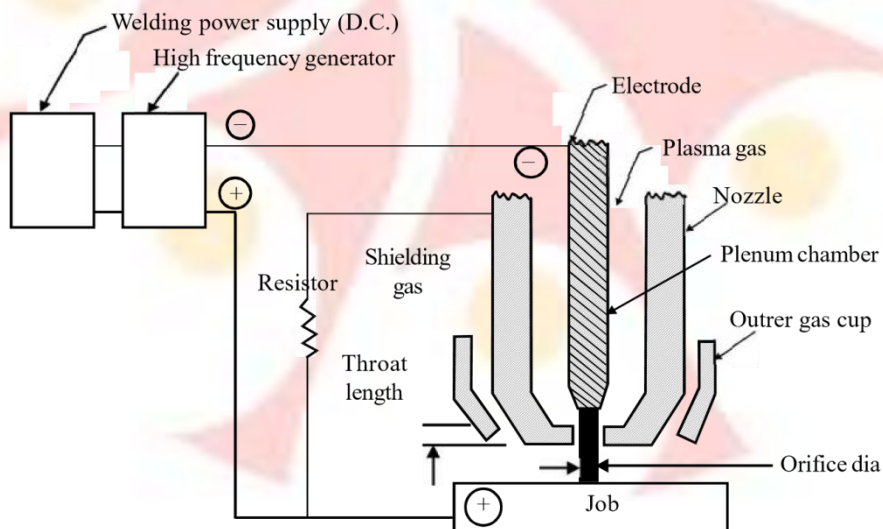 Welding power supply (D.C.)
High frequency generator
Electrode
−
−
Plasma gas
+
Nozzle
Shielding
gas
Plenum chamber
Resistor
Outrer gas cup
Throat
length
Orifice dia
+
Job